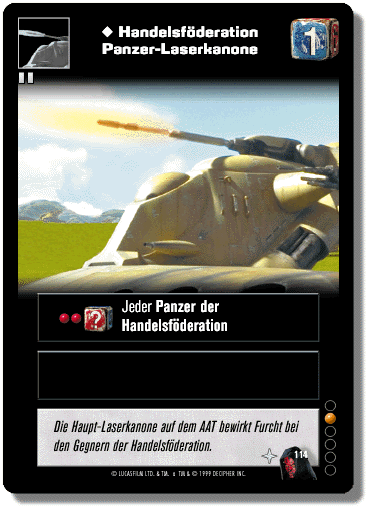 ◆ Handelsföderation
Panzer-Laserkanone
1
?
Jeder Panzer der
Handelsföderation
Die Haupt-Laserkanone auf dem AAT bewirkt Furcht bei
den Gegnern der Handelsföderation.
114
© LUCASFILM LTD. & TM. ¤ TM & © 1999 DECIPHER INC.